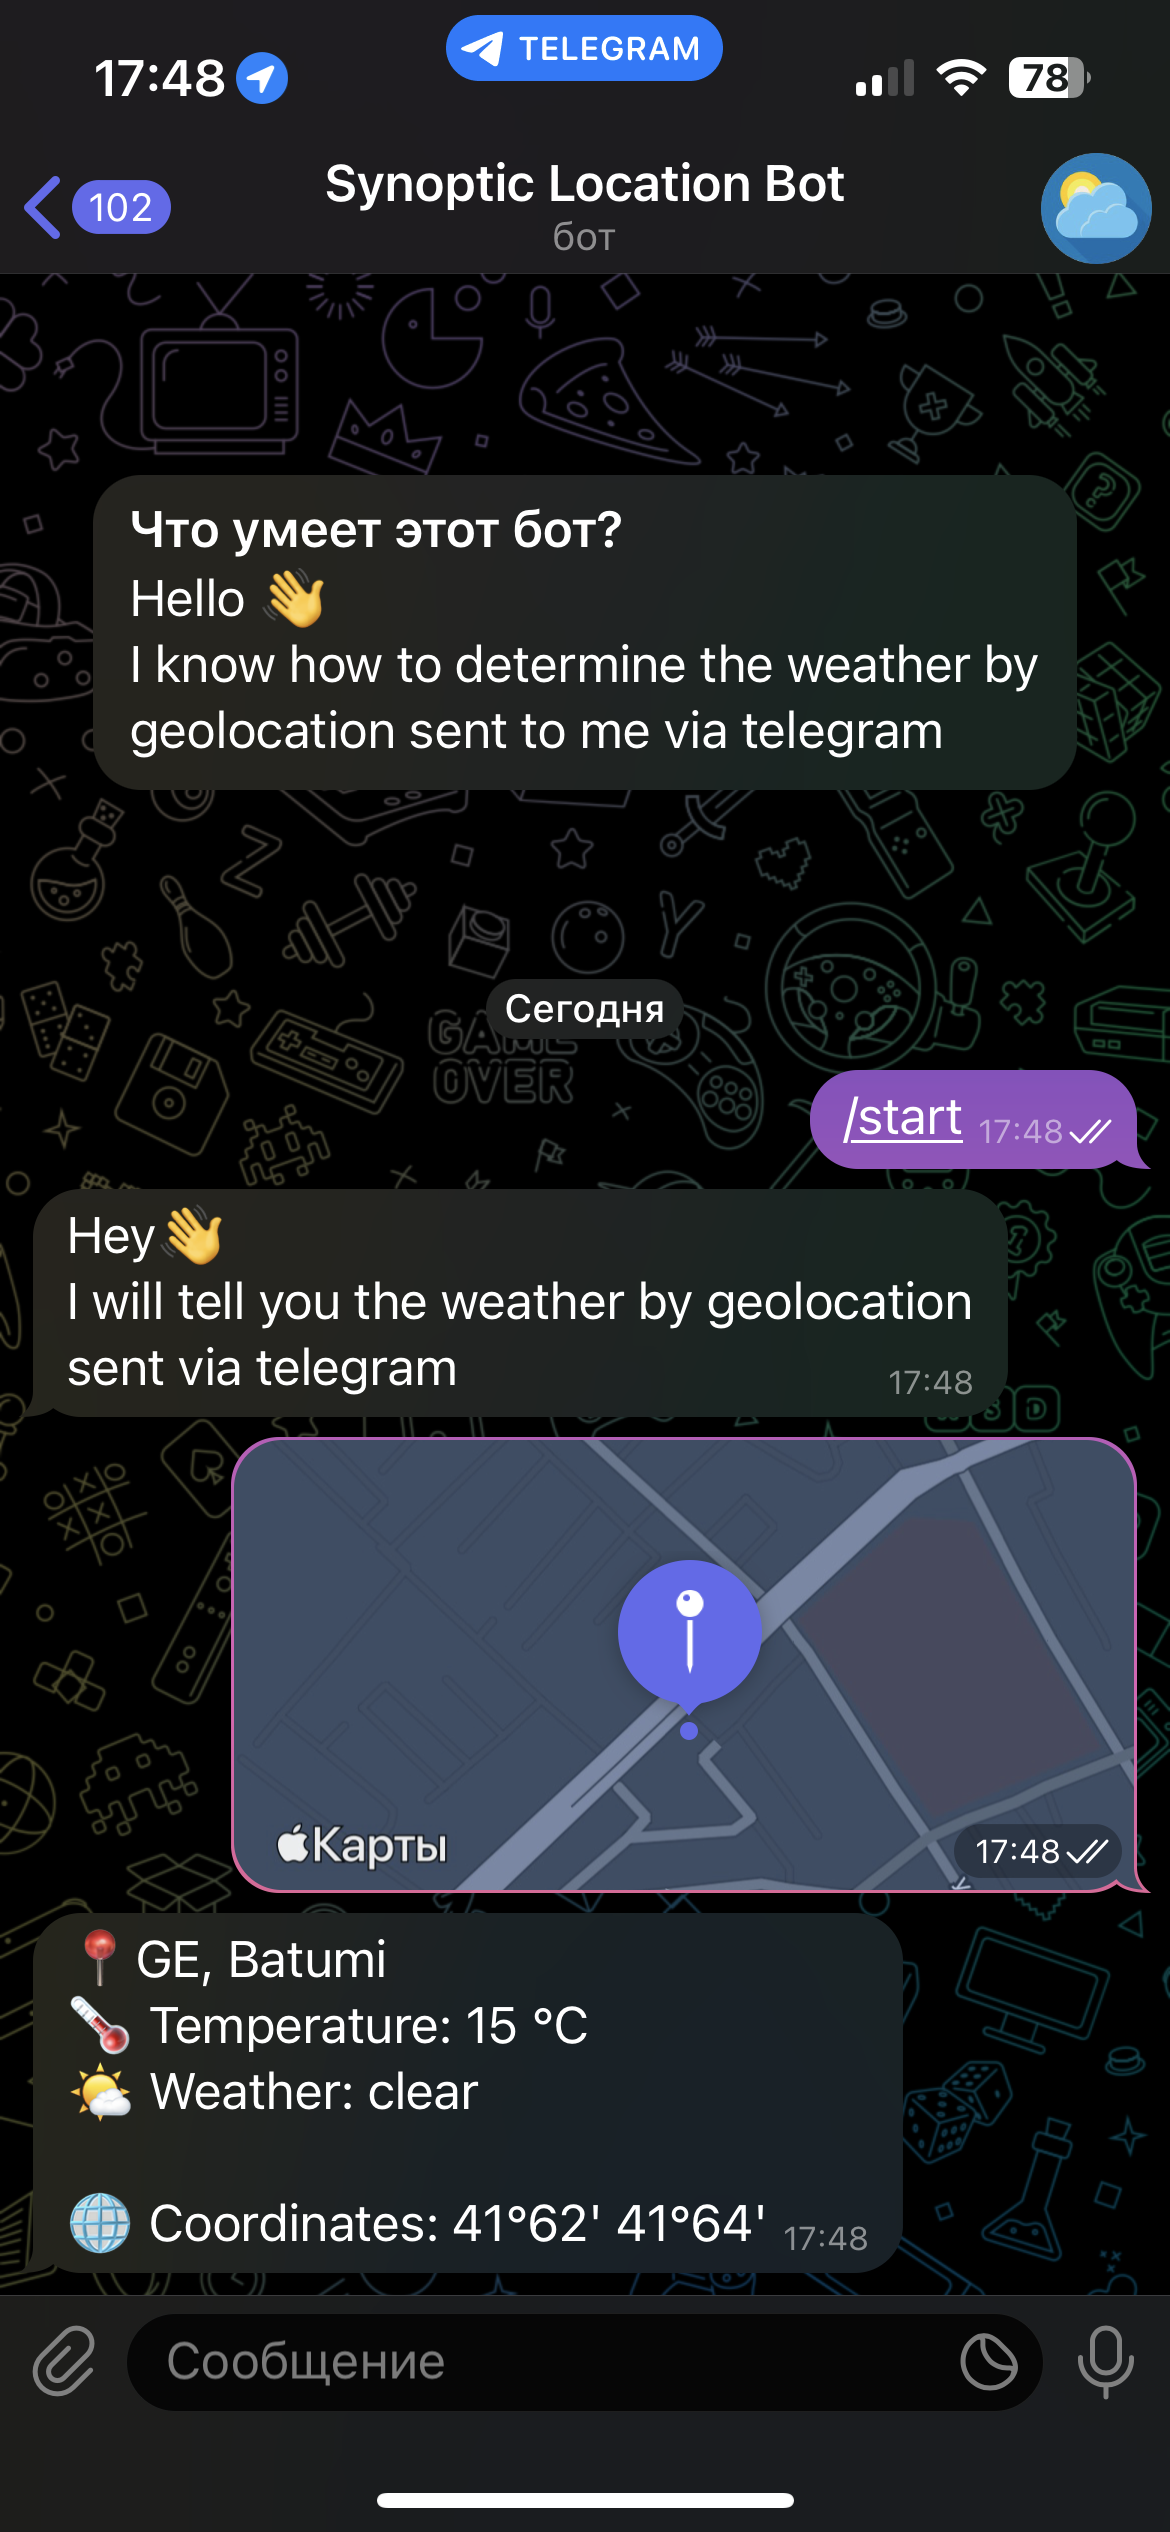 TELEGRAM
17:48
78
102
Synoptic Location Bot
бот
Что умеет этот бот?
Hello 👋
I know how to determine the weather by
geolocation sent to me via telegram
GAME
OVER
Сегодня
/start 17:48
Hey👋
I will tell you the weather by geolocation
sent via telegram
17:48
Карты
17:48
📍 GE, Batumi
🌡 Temperature: 15 °C
🌤 Weather: clear
🌐 Coordinates: 41°62' 41°64' 17:48
Сообщение